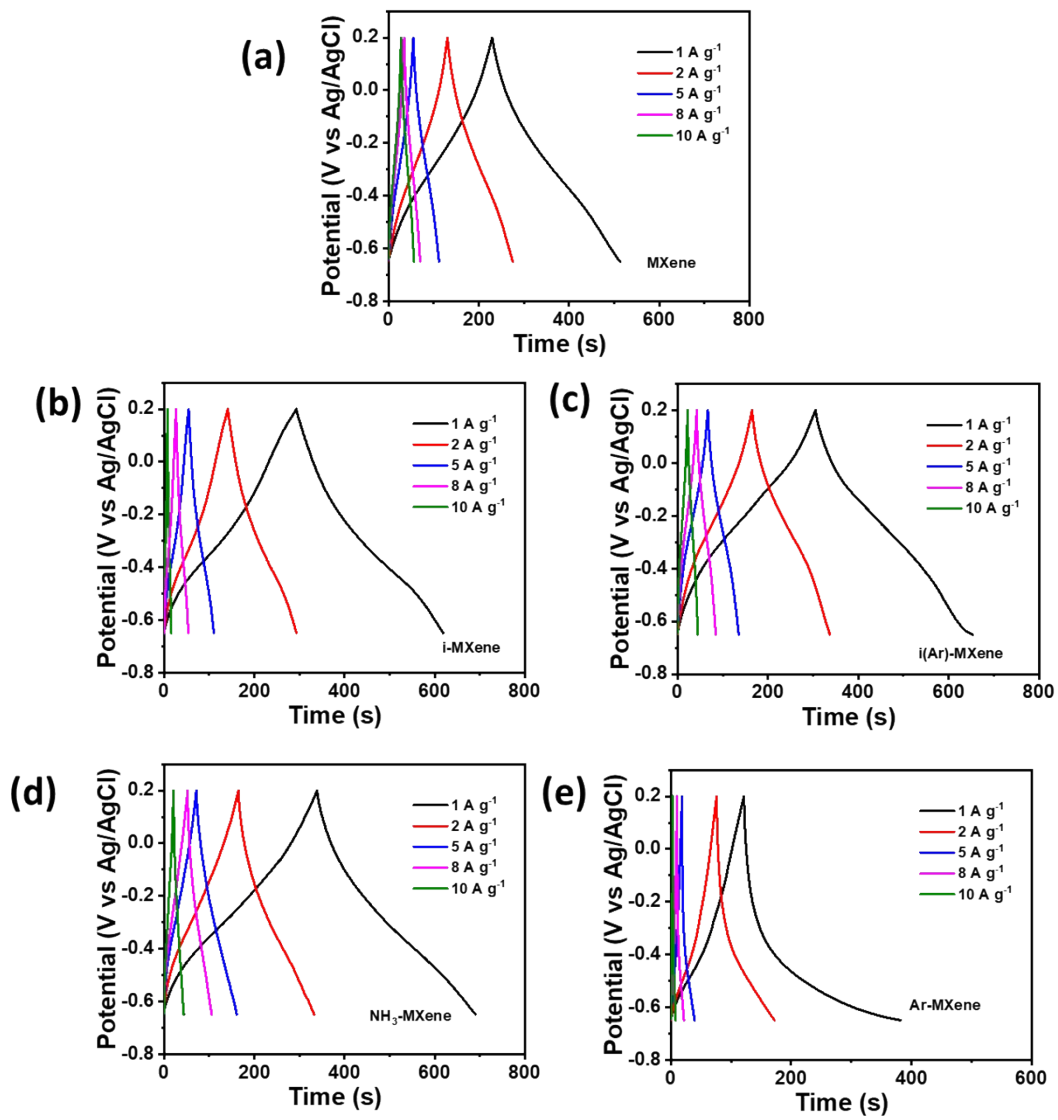 (a)
Potential (V vs Ag/AgCl)
0.2
0.0
-0.2
-0.4
-0.6
-0.8
1 A g⁻¹
2 A g⁻¹
5 A g⁻¹
8 A g⁻¹
10 A g⁻¹
MXene
0 200 400 600 800
Time (s)
(b)
Potential (V vs Ag/AgCl)
0.2
0.0
-0.2
-0.4
-0.6
-0.8
1 A g⁻¹
2 A g⁻¹
5 A g⁻¹
8 A g⁻¹
10 A g⁻¹
i-MXene
0 200 400 600 800
Time (s)
(c)
Potential (V vs Ag/AgCl)
0.2
0.0
-0.2
-0.4
-0.6
-0.8
1 A g⁻¹
2 A g⁻¹
5 A g⁻¹
8 A g⁻¹
10 A g⁻¹
i(Ar)-MXene
0 200 400 600 800
Time (s)
(d)
Potential (V vs Ag/AgCl)
0.2
0.0
-0.2
-0.4
-0.6
-0.8
1 A g⁻¹
2 A g⁻¹
5 A g⁻¹
8 A g⁻¹
10 A g⁻¹
NH₃-MXene
0 200 400 600 800
Time (s)
(e)
Potential (V vs Ag/AgCl)
0.2
0.0
-0.2
-0.4
-0.6
-0.8
1 A g⁻¹
2 A g⁻¹
5 A g⁻¹
8 A g⁻¹
10 A g⁻¹
Ar-MXene
0 200 400 600
Time (s)